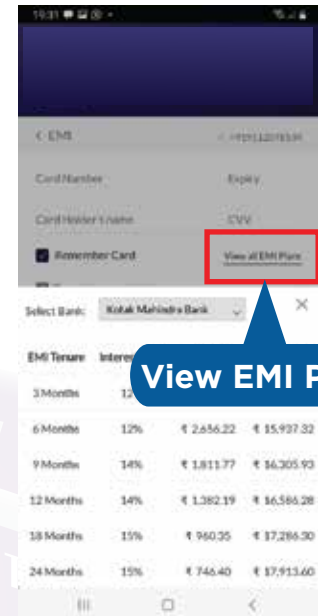 19:31
< EMI
Card Number Expiry
Card Holder's name CVV
Remember Card View all EMI Plans
Select Bank: Kotak Mahindra Bank
EMI Tenure
View EMI P
3 Months
6 Months 12% ₹ 2,656.22 ₹ 15,937.32
9 Months 14% ₹ 1,811.77 ₹ 16,305.93
12 Months 14% ₹ 1,382.19 ₹ 16,586.28
18 Months 15% ₹ 960.35 ₹ 17,286.30
24 Months 15% ₹ 746.40 ₹ 17,913.60